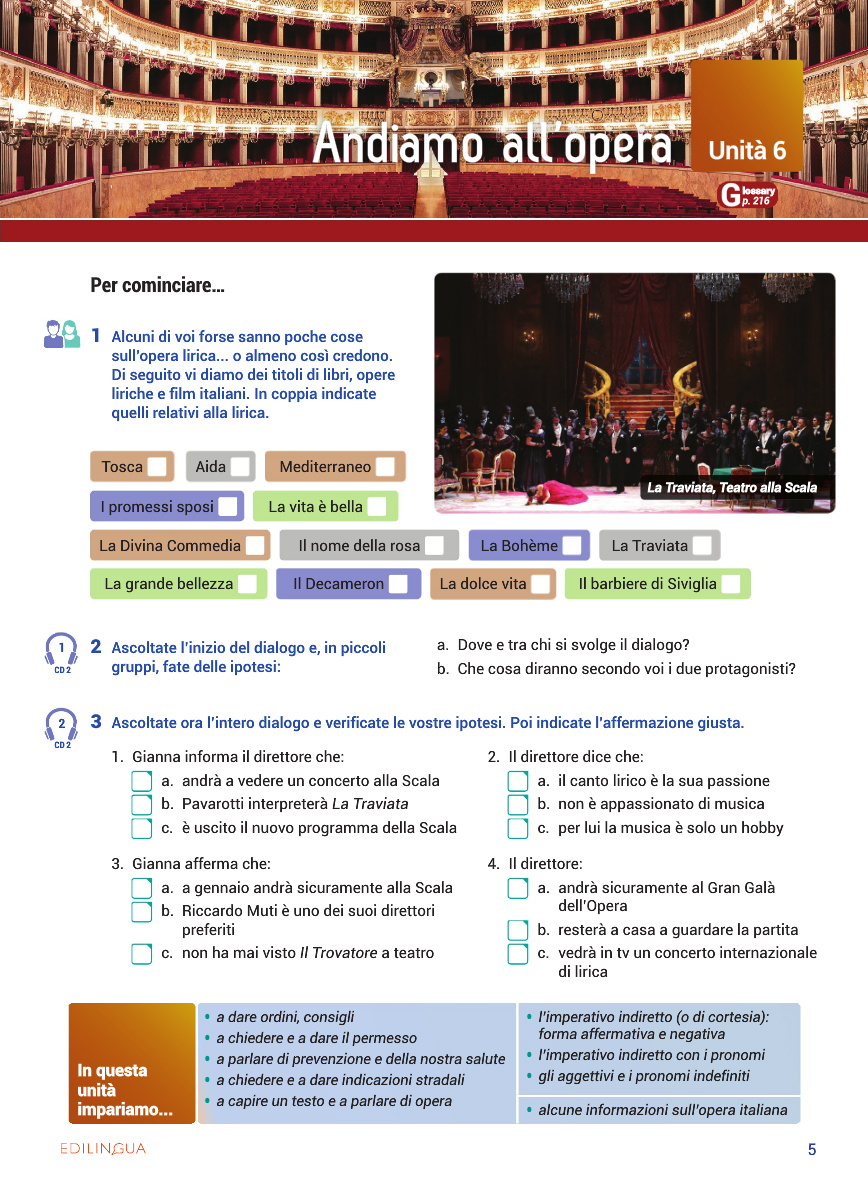 Andiamo all'opera
Unità 6
Glossary
p. 216
Per cominciare...
1 Alcuni di voi forse sanno poche cose
sull'opera lirica... o almeno così credono.
Di seguito vi diamo dei titoli di libri, opere
liriche e film italiani. In coppia indicate
quelli relativi alla lirica.
La Traviata, Teatro alla Scala
Tosca Aida Mediterraneo
I promessi sposi La vita è bella
La Divina Commedia Il nome della rosa La Bohème La Traviata
La grande bellezza Il Decameron La dolce vita Il barbiere di Siviglia
1
CD 2
2 Ascoltate l'inizio del dialogo e, in piccoli
gruppi, fate delle ipotesi:
a. Dove e tra chi si svolge il dialogo?
b. Che cosa diranno secondo voi i due protagonisti?
2
CD 2
3 Ascoltate ora l'intero dialogo e verificate le vostre ipotesi. Poi indicate l'affermazione giusta.
1. Gianna informa il direttore che:
a. andrà a vedere un concerto alla Scala
b. Pavarotti interpreterà La Traviata
c. è uscito il nuovo programma della Scala
2. Il direttore dice che:
a. il canto lirico è la sua passione
b. non è appassionato di musica
c. per lui la musica è solo un hobby
3. Gianna afferma che:
a. a gennaio andrà sicuramente alla Scala
b. Riccardo Muti è uno dei suoi direttori
preferiti
c. non ha mai visto Il Trovatore a teatro
4. Il direttore:
a. andrà sicuramente al Gran Galà
dell'Opera
b. resterà a casa a guardare la partita
c. vedrà in tv un concerto internazionale
di lirica
In questa
unità
impariamo...
• a dare ordini, consigli
• a chiedere e a dare il permesso
• a parlare di prevenzione e della nostra salute
• a chiedere e a dare indicazioni stradali
• a capire un testo e a parlare di opera
• l'imperativo indiretto (o di cortesia):
forma affermativa e negativa
• l'imperativo indiretto con i pronomi
• gli aggettivi e i pronomi indefiniti
• alcune informazioni sull'opera italiana
EDILINGUA
5